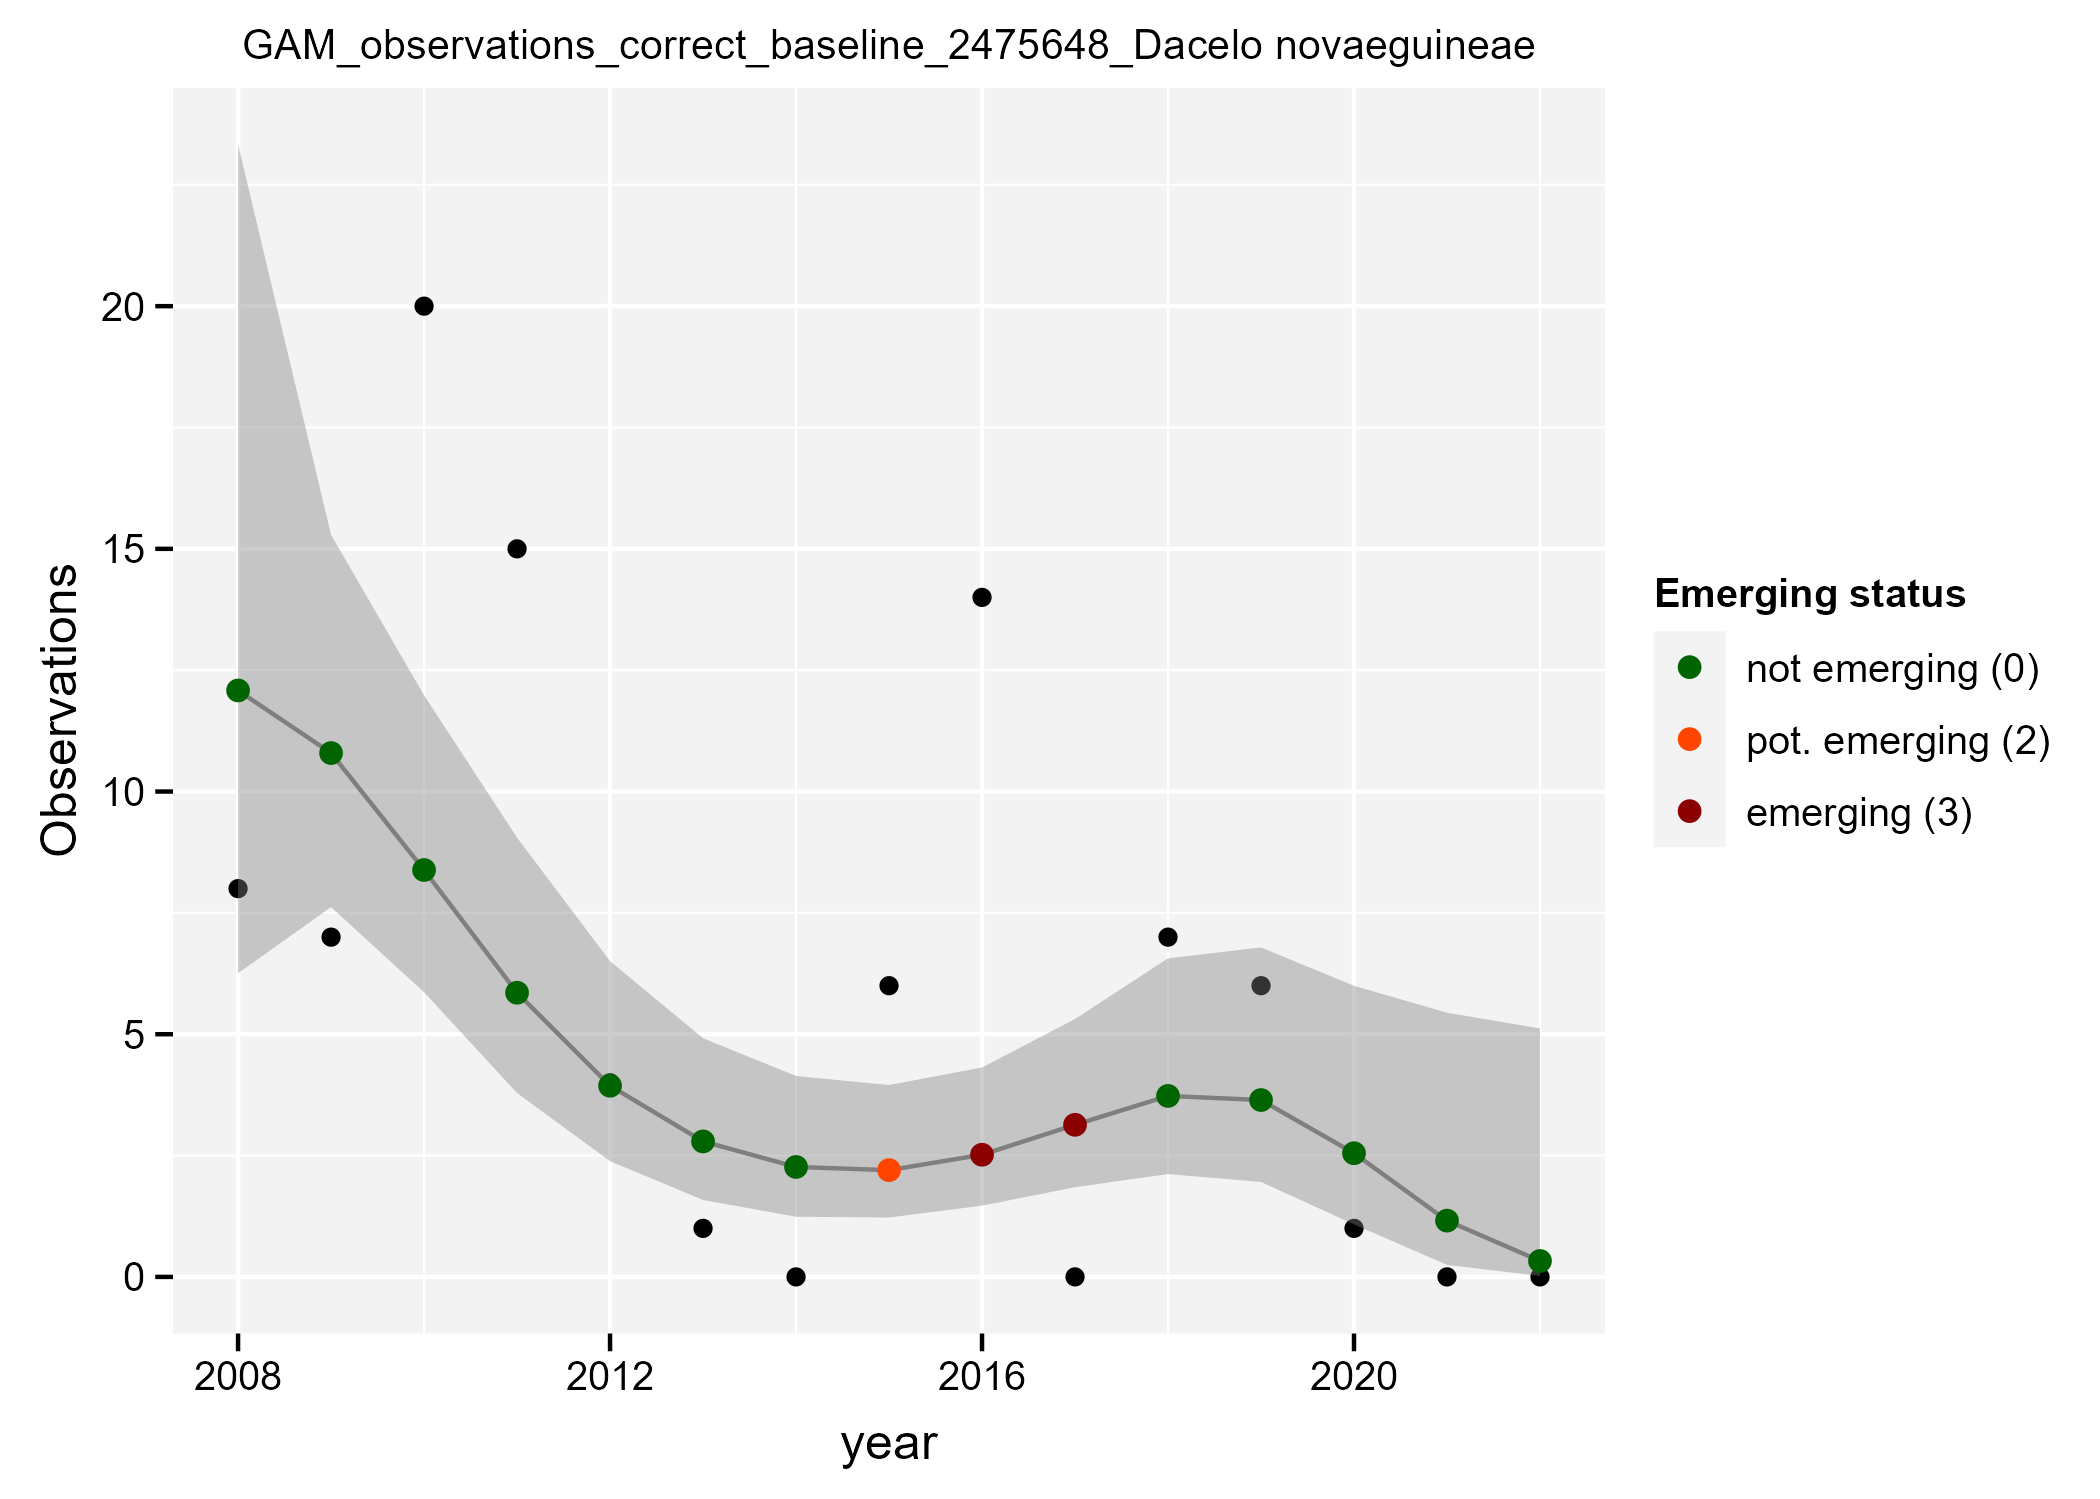 GAM_observations_correct_baseline_2475648_Dacelo novaeguineae
Observations
20
15
10
5
0
2008
2012
2016
2020
year
Emerging status
not emerging (0)
pot. emerging (2)
emerging (3)